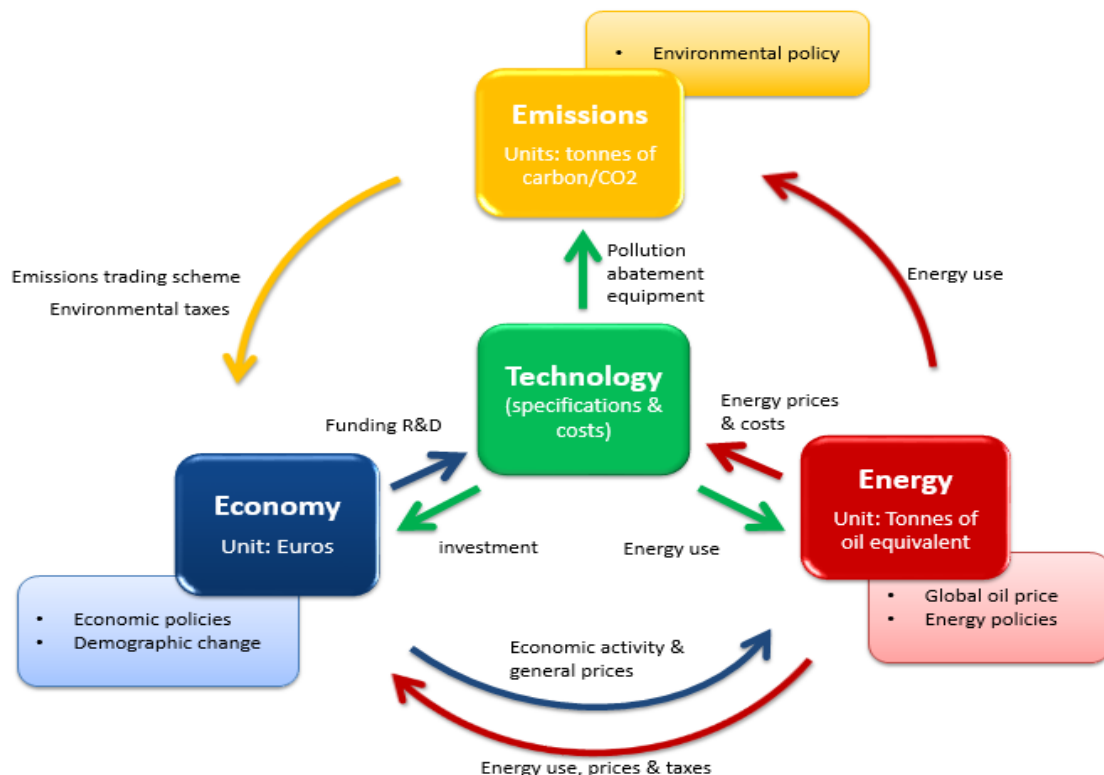 • Environmental policy
Emissions
Units: tonnes of
carbon/CO2
Pollution
abatement
equipment
Energy use
Emissions trading scheme
Environmental taxes
Technology
(specifications &
costs)
Funding R&D
Energy prices
& costs
Economy
Unit: Euros
Energy
Unit: Tonnes of
oil equivalent
investment
Energy use
• Economic policies
• Demographic change
• Global oil price
• Energy policies
Economic activity &
general prices
Energy use, prices & taxes